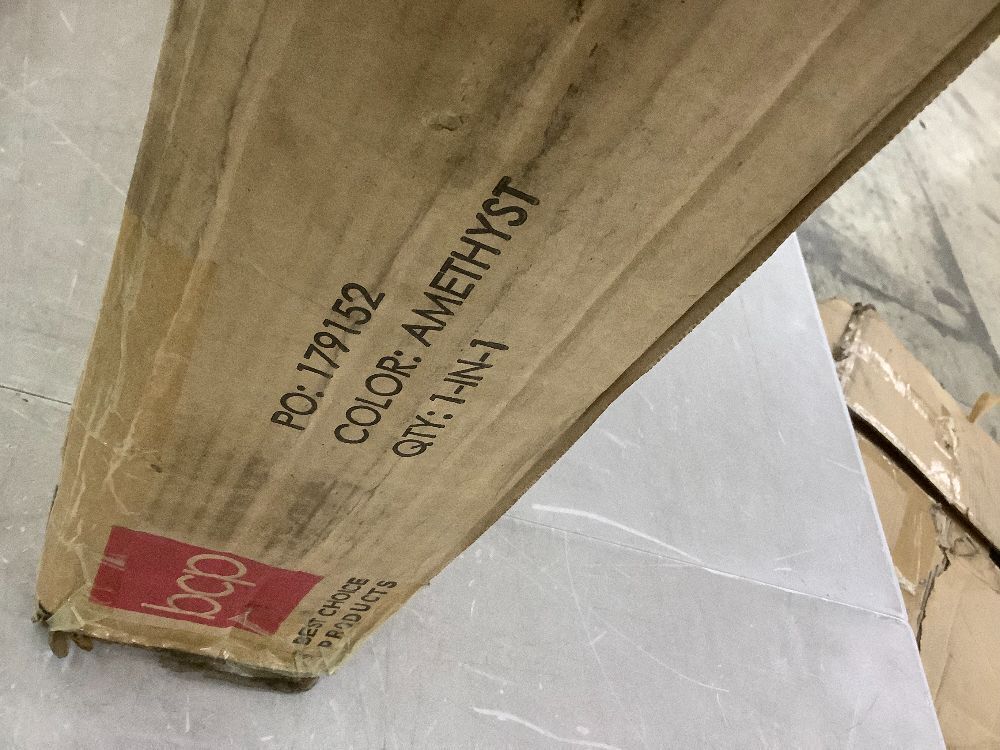 PO: 179152
COLOR: AMETHYST
QTY: 1-IN-1
bcp
BEST CHOICE
PRODUCTS